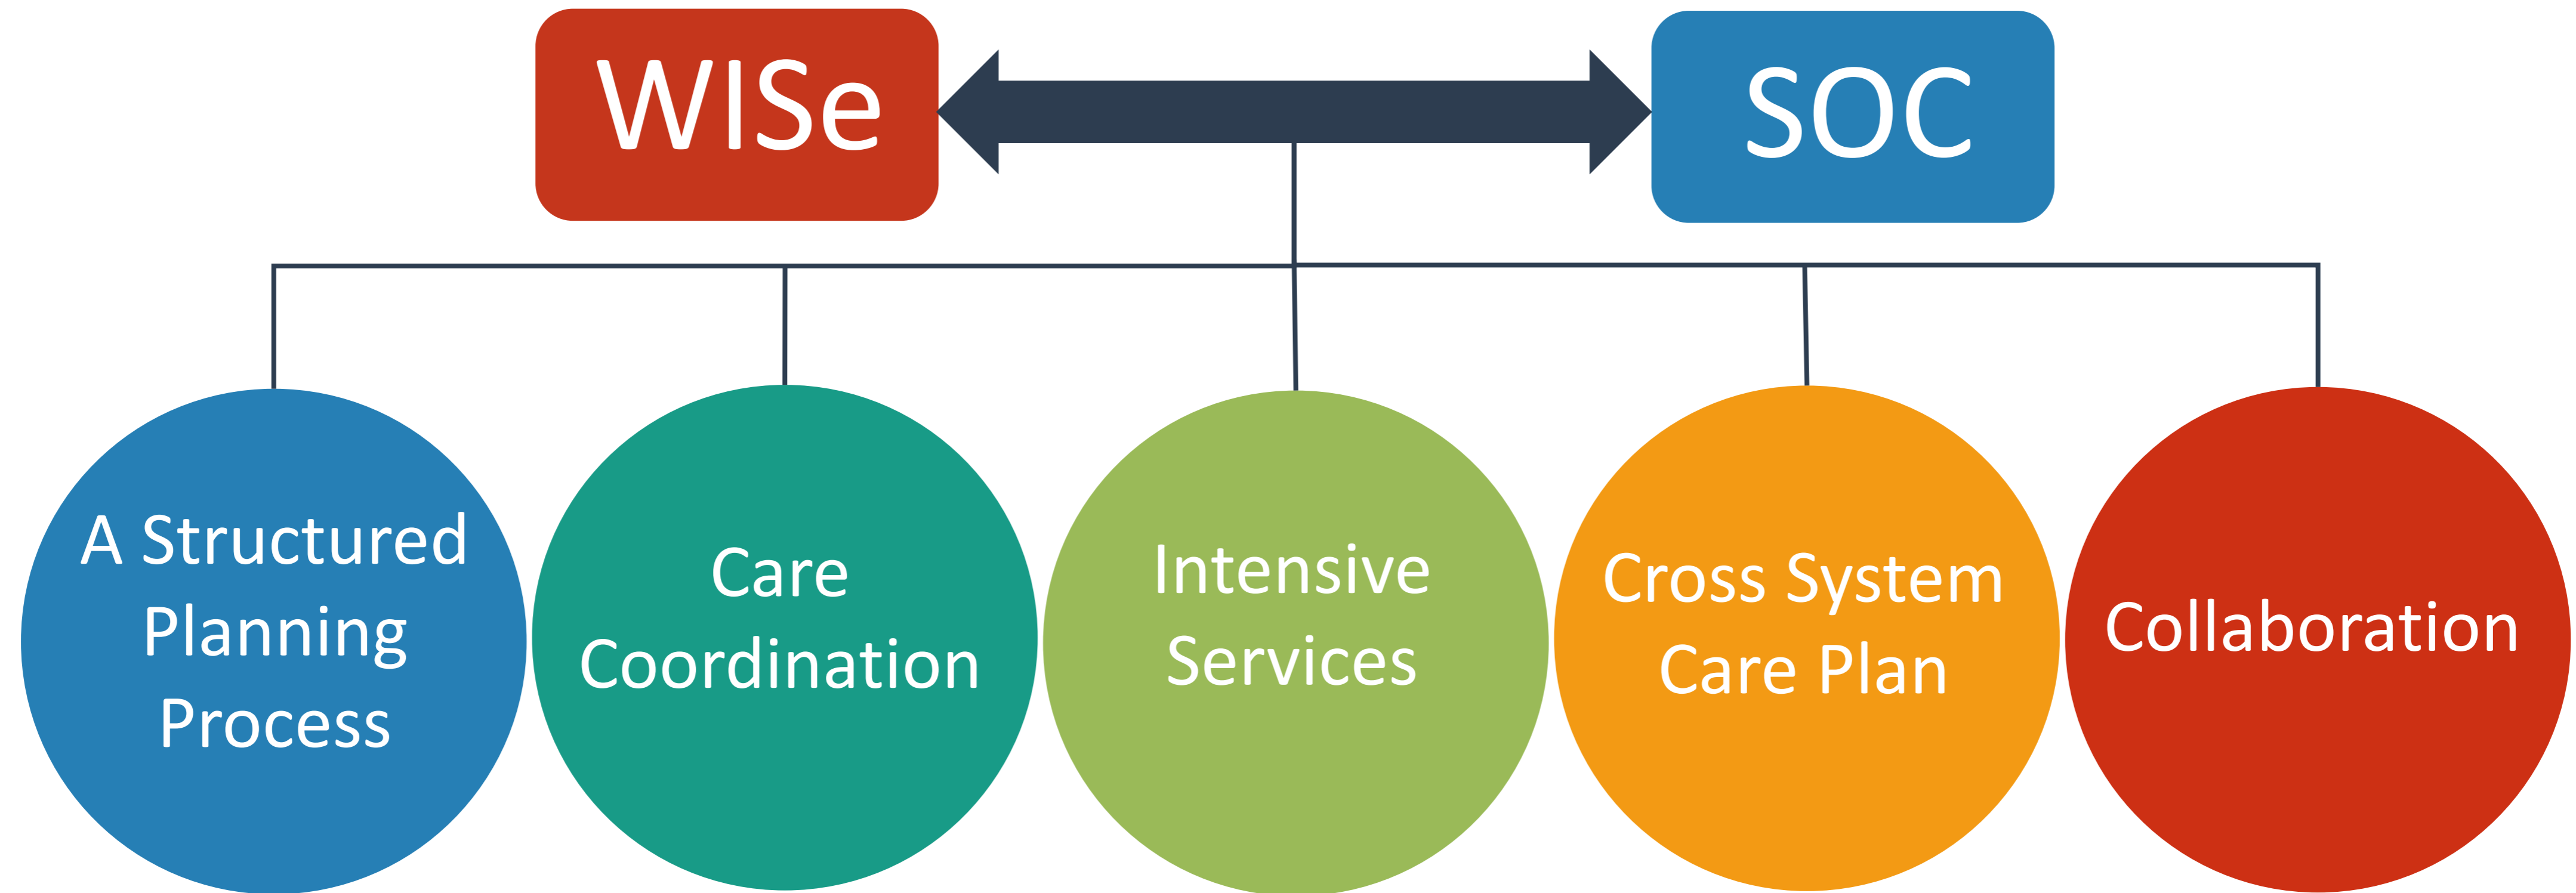 WISe
SOC
A Structured
Planning
Process
Care
Coordination
Intensive
Services
Cross System
Care Plan
Collaboration